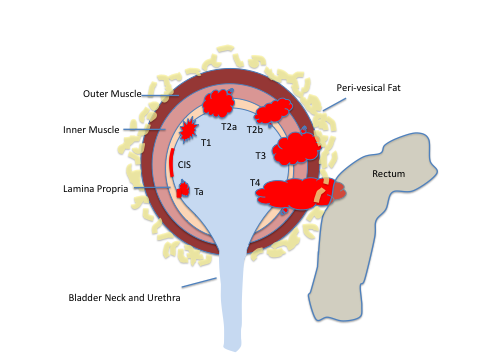 Outer Muscle
Peri-vesical Fat
Inner Muscle
T2a
T2b
T1
T3
CIS
Rectum
Lamina Propria
Ta
T4
Bladder Neck and Urethra